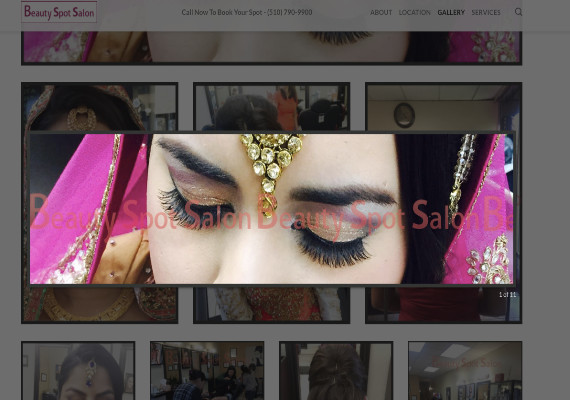 Beauty Spot Salon
Call Now To Book Your Spot - (510) 790-9900
ABOUT LOCATION GALLERY SERVICES
Beauty Spot Salon Beauty Spot Salon B
1 of 11